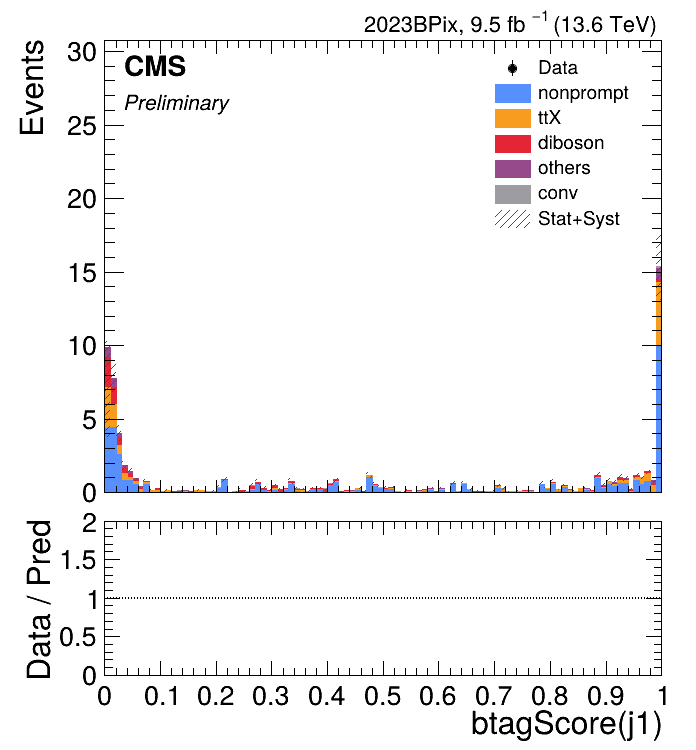 2023BPix, 9.5 fb⁻¹ (13.6 TeV)
CMS
Preliminary
Events
30
25
20
15
10
5
0
Data
nonprompt
ttX
diboson
others
conv
Stat+Syst
Data / Pred
2
1.5
1
0.5
0
0 0.1 0.2 0.3 0.4 0.5 0.6 0.7 0.8 0.9 1
btagScore(j1)